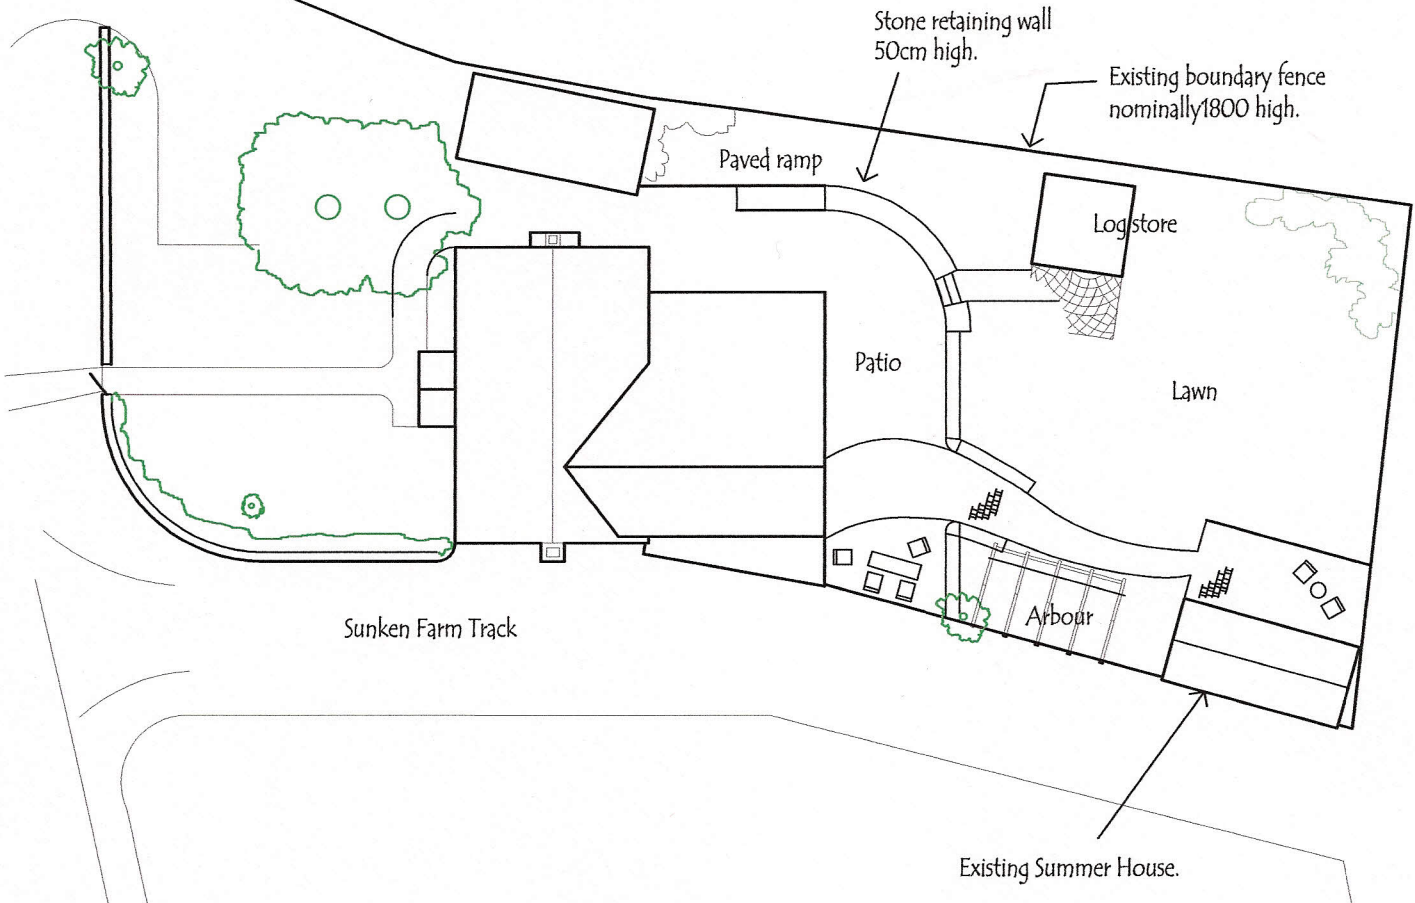 Stone retaining wall
50cm high.
Existing boundary fence
nominally1800 high.
Paved ramp
Log store
Patio
Lawn
Arbour
Sunken Farm Track
Existing Summer House.